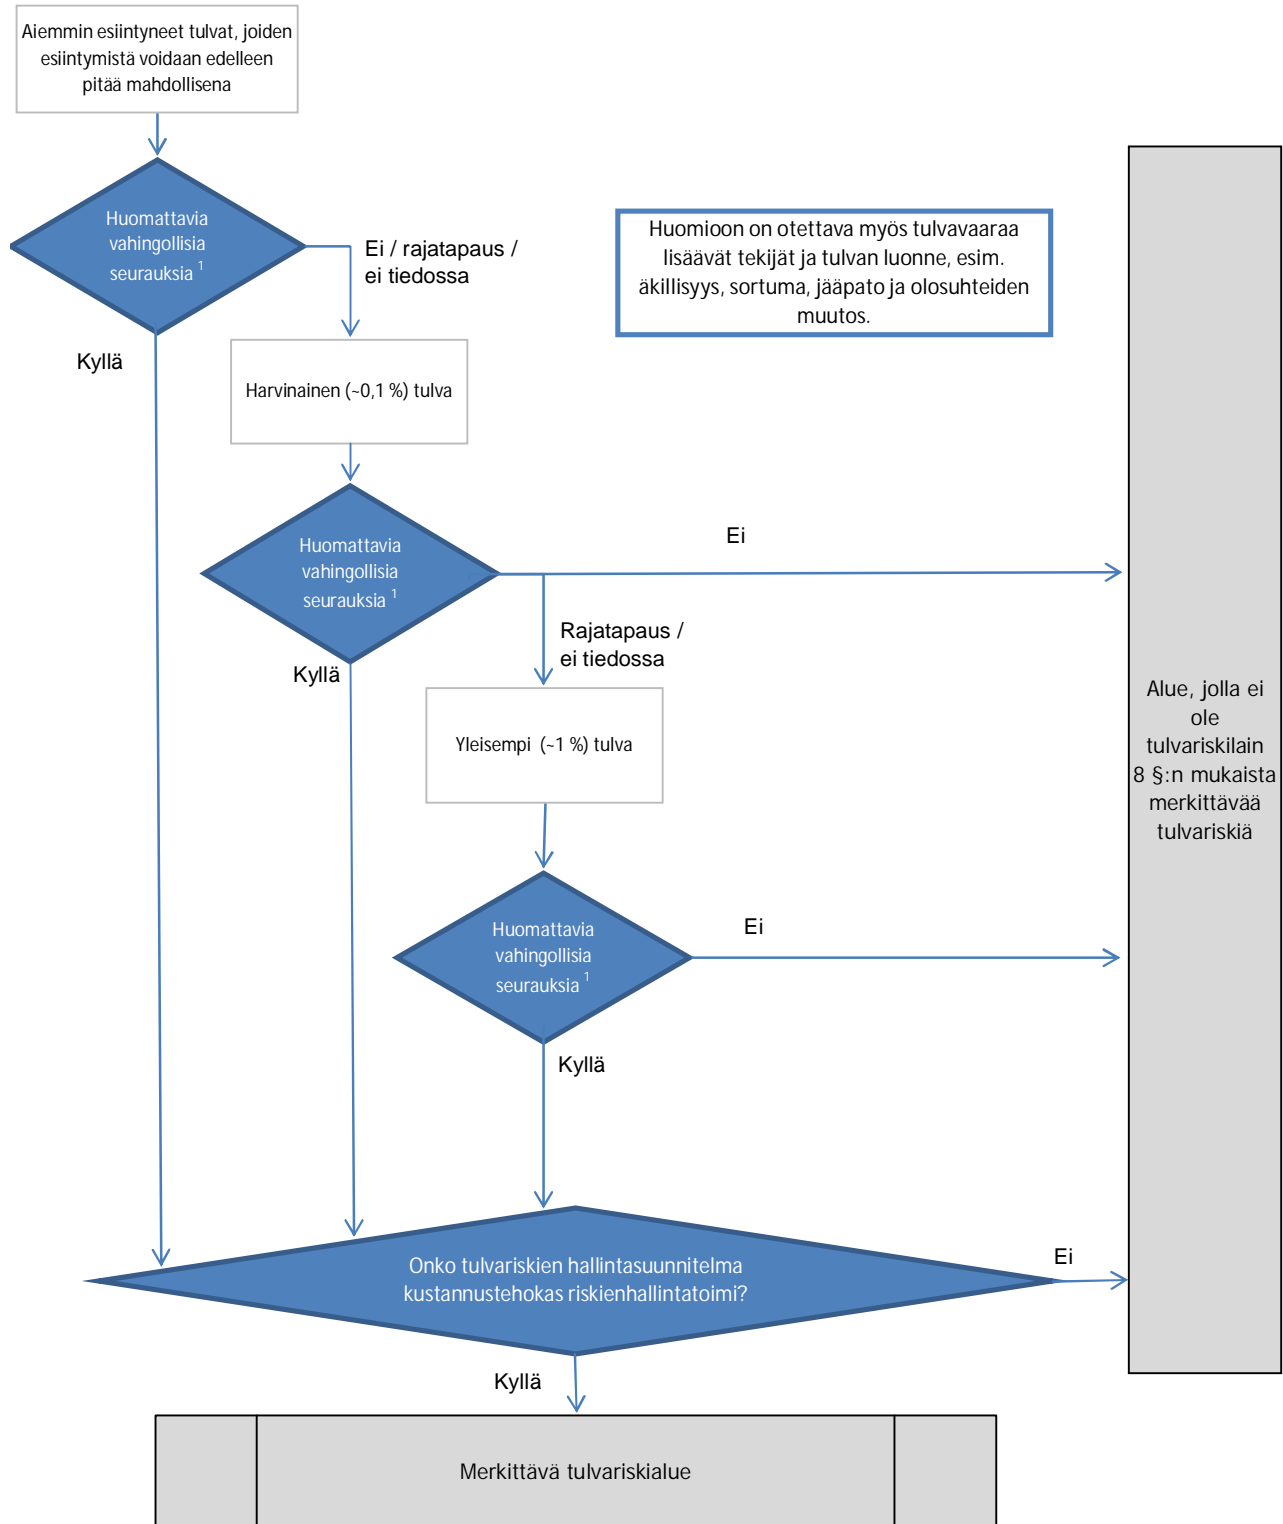 Aiemmin esiintyneet tulvat, joiden
esiintymistä voidaan edelleen
pitää mahdollisena
Huomattavia
vahingollisia
seurauksia ¹
Ei / rajatapaus /
ei tiedossa
Huomioon on otettava myös tulvavaaraa
lisäävät tekijät ja tulvan luonne, esim.
äkillisyys, sortuma, jääpato ja olosuhteiden
muutos.
Kyllä
Harvinainen (~0,1 %) tulva
Huomattavia
vahingollisia
seurauksia ¹
Ei
Rajatapaus /
ei tiedossa
Kyllä
Yleisempi (~1 %) tulva
Alue, jolla ei
ole
tulvariskilain
8 §:n mukaista
merkittävää
tulvariskiä
Huomattavia
vahingollisia
seurauksia ¹
Ei
Kyllä
Onko tulvariskien hallintasuunnitelma
kustannustehokas riskienhallintatoimi?
Ei
Kyllä
Merkittävä tulvariskialue